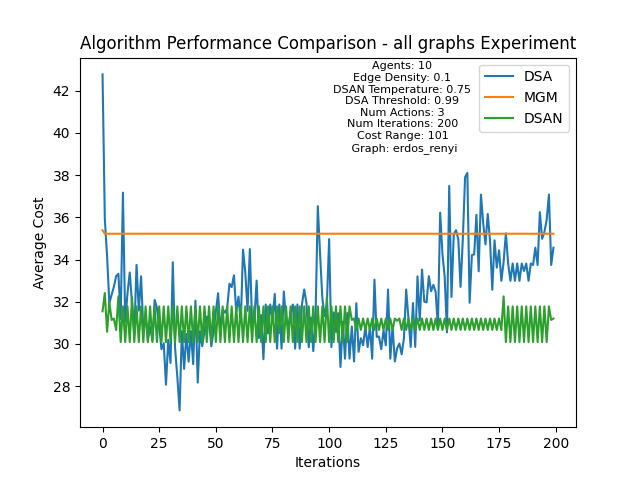 Algorithm Performance Comparison - all graphs Experiment
Agents: 10
Edge Density: 0.1
DSAN Temperature: 0.75
DSA Threshold: 0.99
Num Actions: 3
Num Iterations: 200
Cost Range: 101
Graph: erdos_renyi
DSA
MGM
DSAN
Average Cost
42
40
38
36
34
32
30
28
0
25
50
75
100
125
150
175
200
Iterations